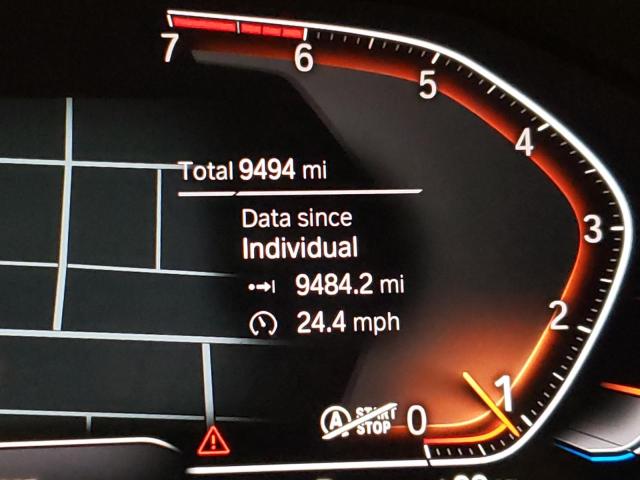 7
6
5
4
Total 9494 mi
Data since
Individual
3
9484.2 mi
2
24.4 mph
1
A START 0
STOP